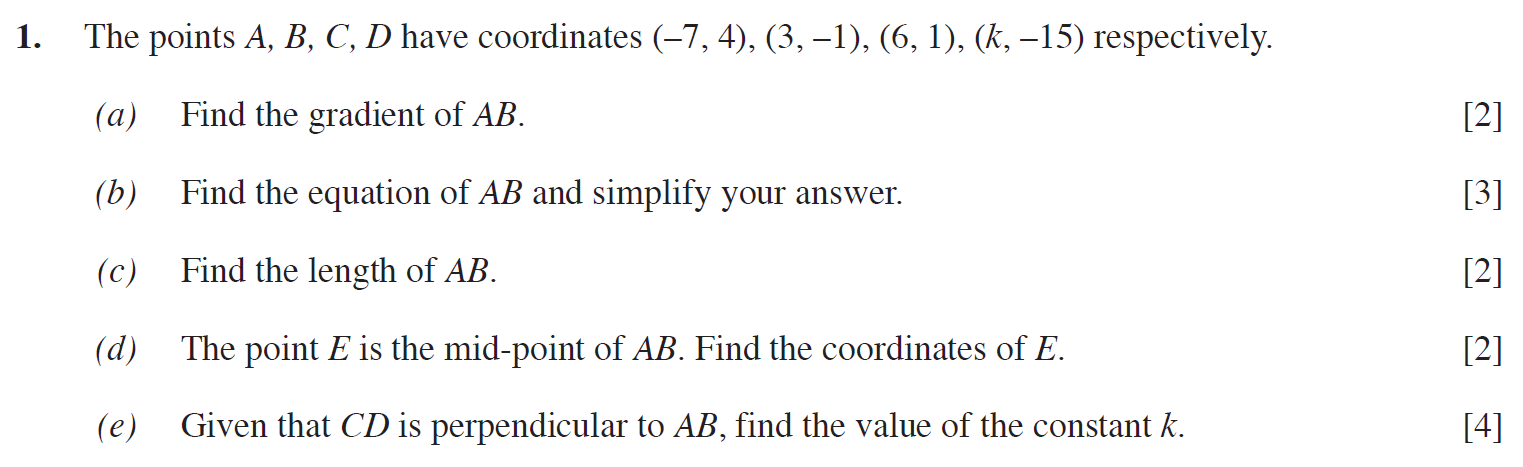 1. The points A, B, C, D have coordinates (–7, 4), (3, –1), (6, 1), (k, –15) respectively.
(a) Find the gradient of AB. [2]
(b) Find the equation of AB and simplify your answer. [3]
(c) Find the length of AB. [2]
(d) The point E is the mid-point of AB. Find the coordinates of E. [2]
(e) Given that CD is perpendicular to AB, find the value of the constant k. [4]